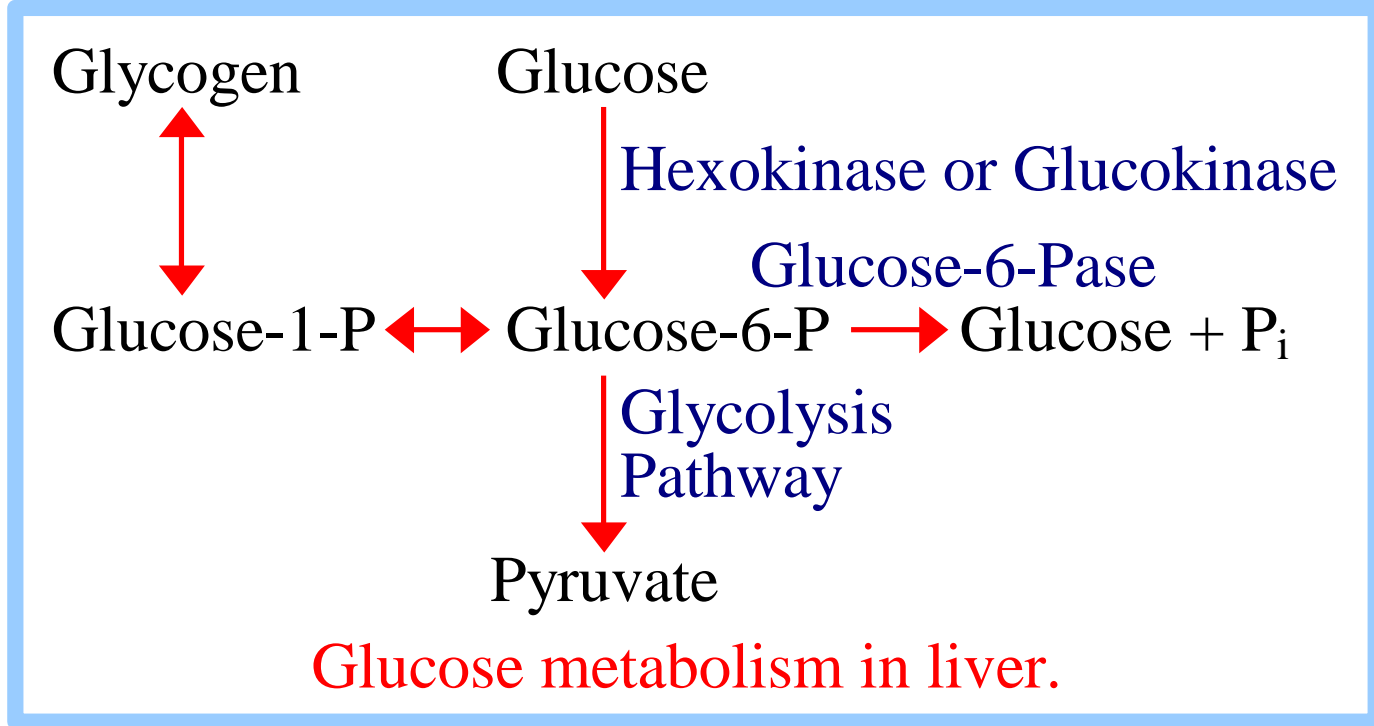 Glycogen Glucose
Hexokinase or Glucokinase
Glucose-6-Pase
Glucose-1-P Glucose-6-P Glucose + Pi
Glycolysis
Pathway
Pyruvate
Glucose metabolism in liver.